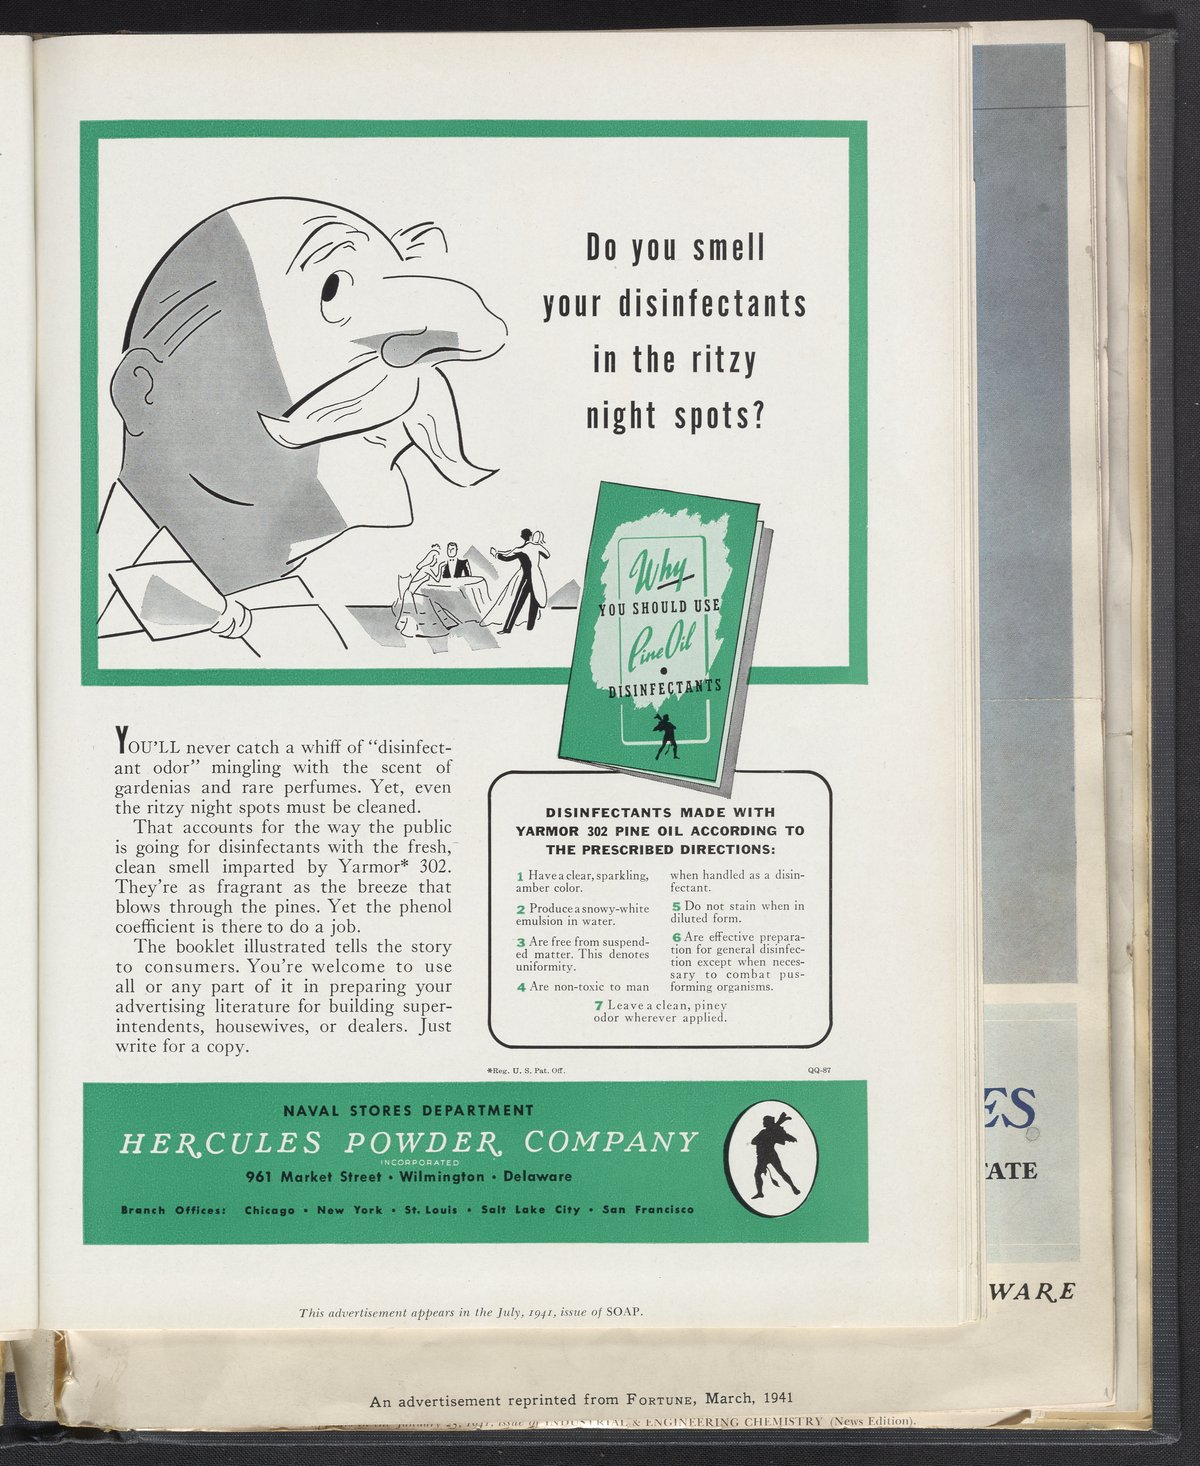 Do you smell
your disinfectants
in the ritzy
night spots?
Why
YOU SHOULD USE
Pine Oil
DISINFECTANTS
YOU'LL never catch a whiff of "disinfect-
ant odor" mingling with the scent of
gardenias and rare perfumes. Yet, even
the ritzy night spots must be cleaned.
That accounts for the way the public
is going for disinfectants with the fresh,
clean smell imparted by Yarmor* 302.
They're as fragrant as the breeze that
blows through the pines. Yet the phenol
coefficient is there to do a job.
The booklet illustrated tells the story
to consumers. You're welcome to use
all or any part of it in preparing your
advertising literature for building super-
intendents, housewives, or dealers. Just
write for a copy.
DISINFECTANTS MADE WITH
YARMOR 302 PINE OIL ACCORDING TO
THE PRESCRIBED DIRECTIONS:
1 Have a clear, sparkling,
amber color.
2 Produce a snowy-white
emulsion in water.
3 Are free from suspend-
ed matter. This denotes
uniformity.
4 Are non-toxic to man
when handled as a disin-
fectant.
5 Do not stain when in
diluted form.
6 Are effective prepara-
tion for general disinfec-
tion except when neces-
sary to combat pus-
forming organisms.
7 Leave a clean, piney
odor wherever applied.
*Reg. U. S. Pat. Off.
QQ-87
NAVAL STORES DEPARTMENT
HERCULES POWDER COMPANY
INCORPORATED
961 Market Street • Wilmington • Delaware
Branch Offices: Chicago • New York • St. Louis • Salt Lake City • San Francisco
This advertisement appears in the July, 1941, issue of SOAP.
ES
TATE
WARE
An advertisement reprinted from FORTUNE, March, 1941
the January 25, 1941, issue of INDUSTRIAL & ENGINEERING CHEMISTRY (News Edition).